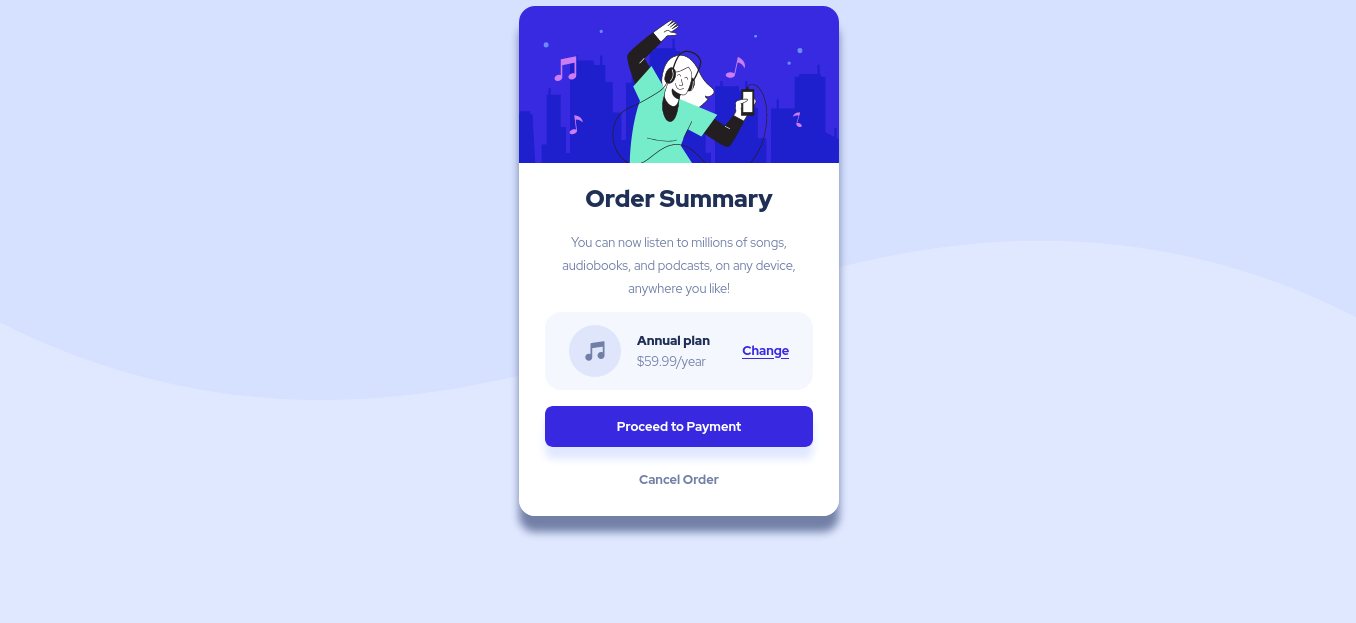 Order Summary
You can now listen to millions of songs,
audiobooks, and podcasts, on any device,
anywhere you like!
Annual plan
$59.99/year
Change
Proceed to Payment
Cancel Order